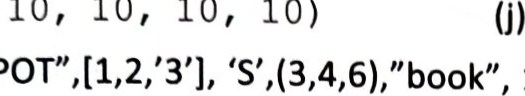 10, 10, 10, 10) (j)
POT”,[1,2,’3’], ‘S’,(3,4,6),”book”,